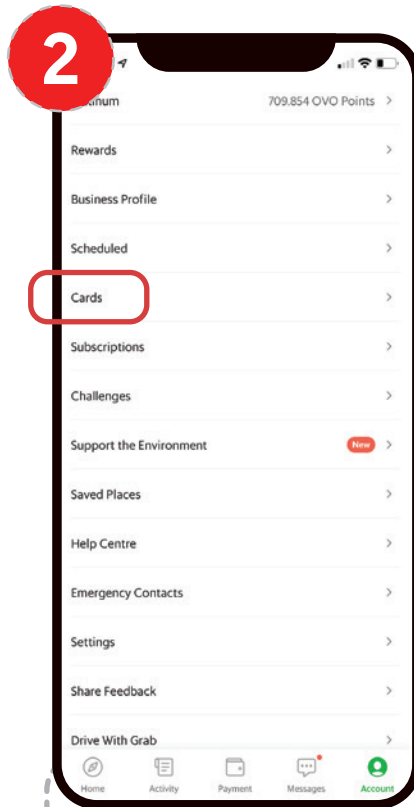 2
709.854 OVO Points
Rewards
Business Profile
Scheduled
Cards
Subscriptions
Challenges
Support the Environment
New
Saved Places
Help Centre
Emergency Contacts
Settings
Share Feedback
Drive With Grab
Home Activity Payment Messages Account